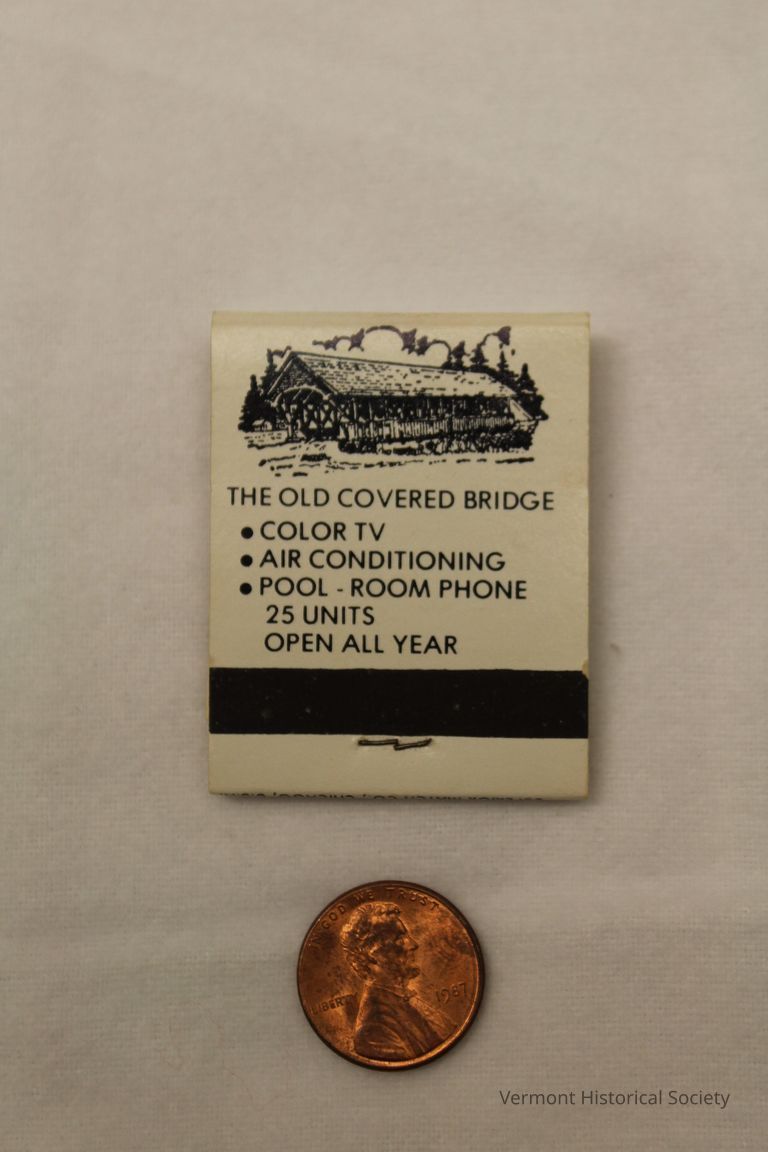 THE OLD COVERED BRIDGE
● COLOR TV
● AIR CONDITIONING
● POOL - ROOM PHONE
25 UNITS
OPEN ALL YEAR
IN GOD WE TRUST
LIBERTY
1987
Vermont Historical Society